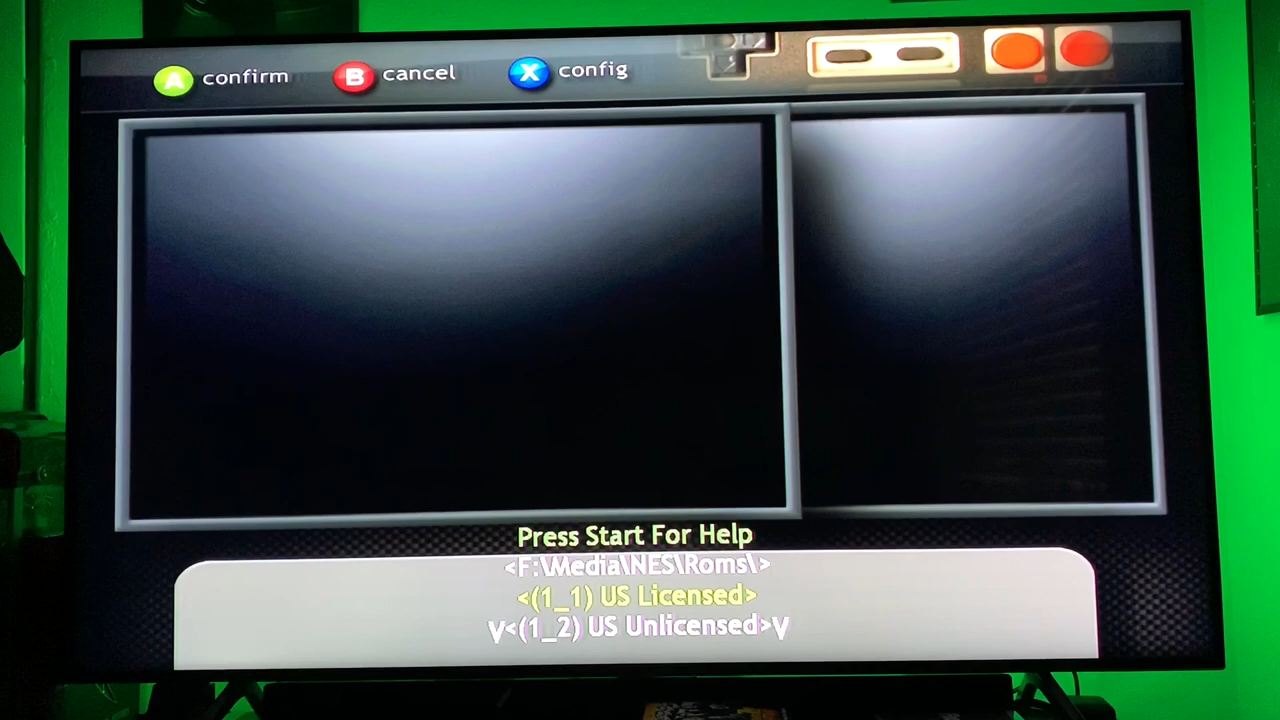 A confirm B cancel X config
Press Start For Help
<F:\Media\NES\Roms\>
<(1_1) US Licensed>
v<(1_2) US Unlicensed>v